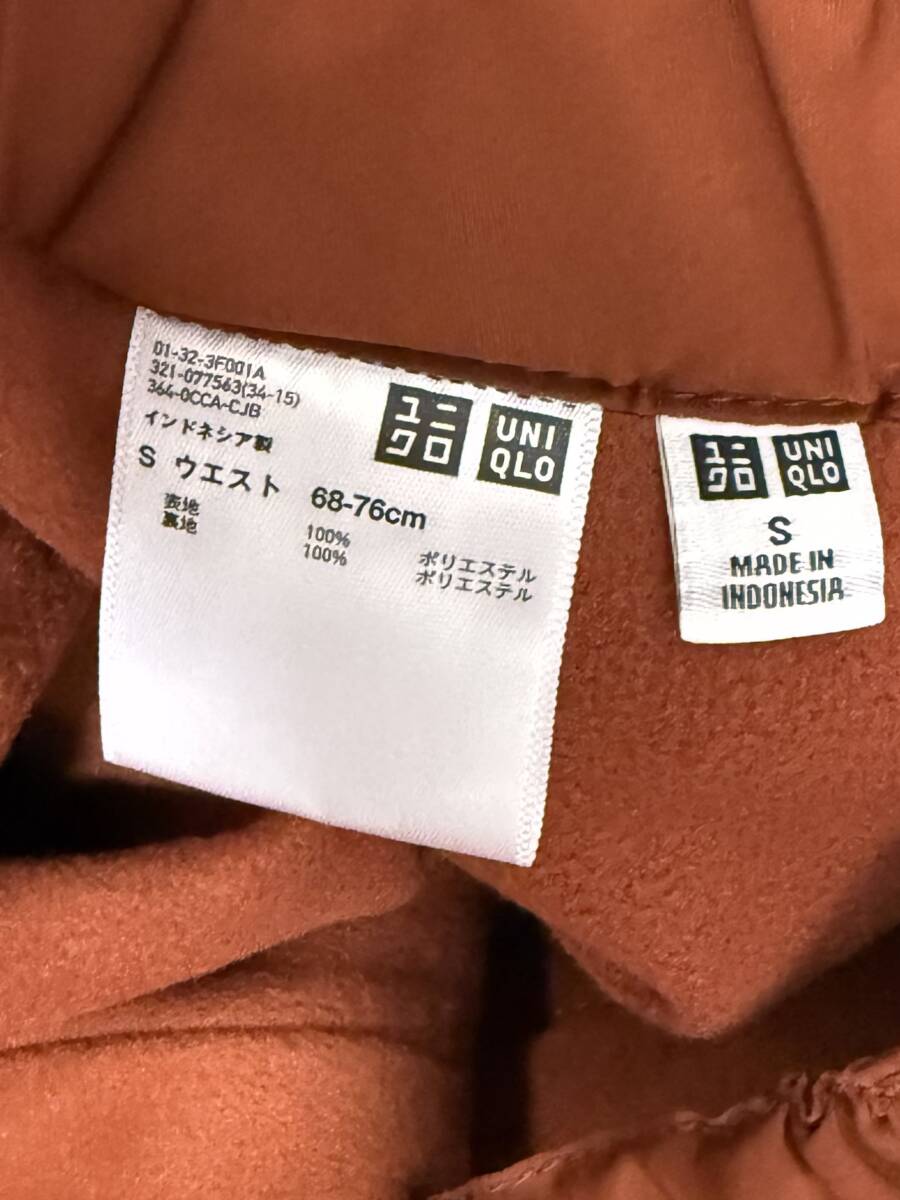 01-32-3F001A
321-077563(34-15)
364-0CCA-CJB
インドネシア製
ユニ
クロ
UNI
QLO
S ウエスト 68-76cm
表地 100% ポリエステル
裏地 100% ポリエステル
ユニ
クロ
UNI
QLO
S
MADE IN
INDONESIA